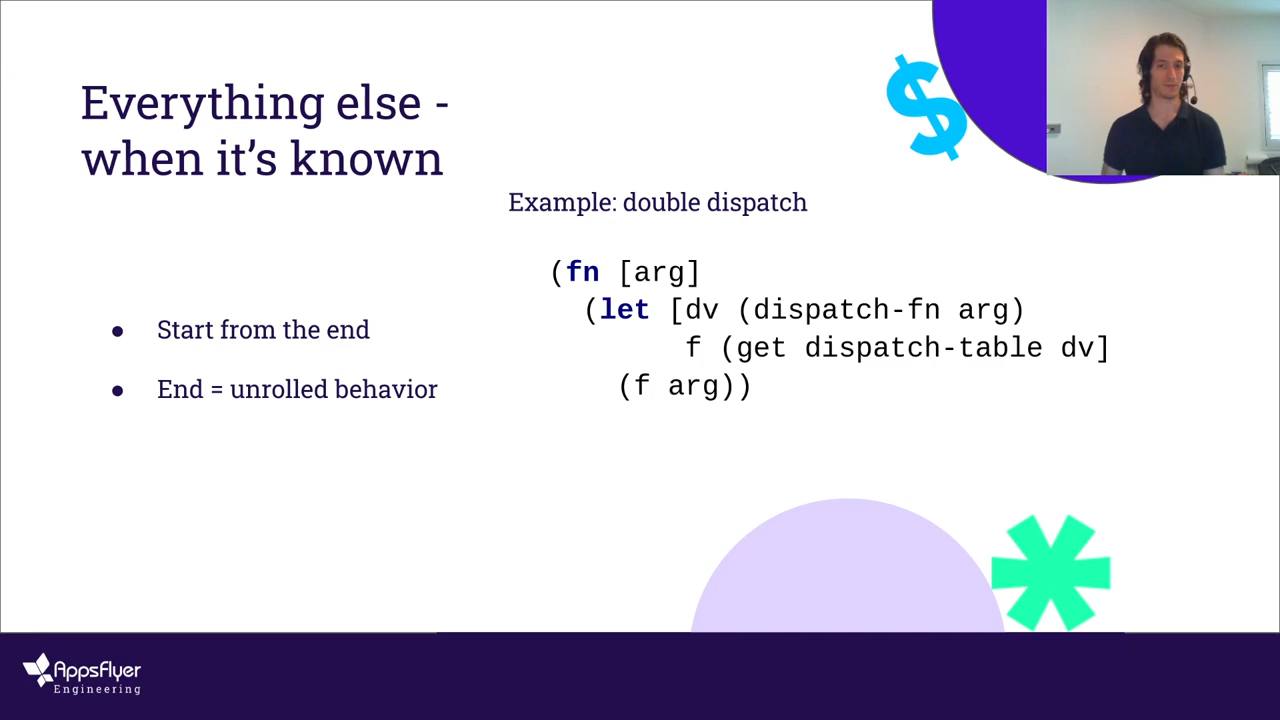 Everything else -
when it's known
Example: double dispatch
(fn [arg]
(let [dv (dispatch-fn arg)
f (get dispatch-table dv]
(f arg))
● Start from the end
● End = unrolled behavior
AppsFlyer
Engineering